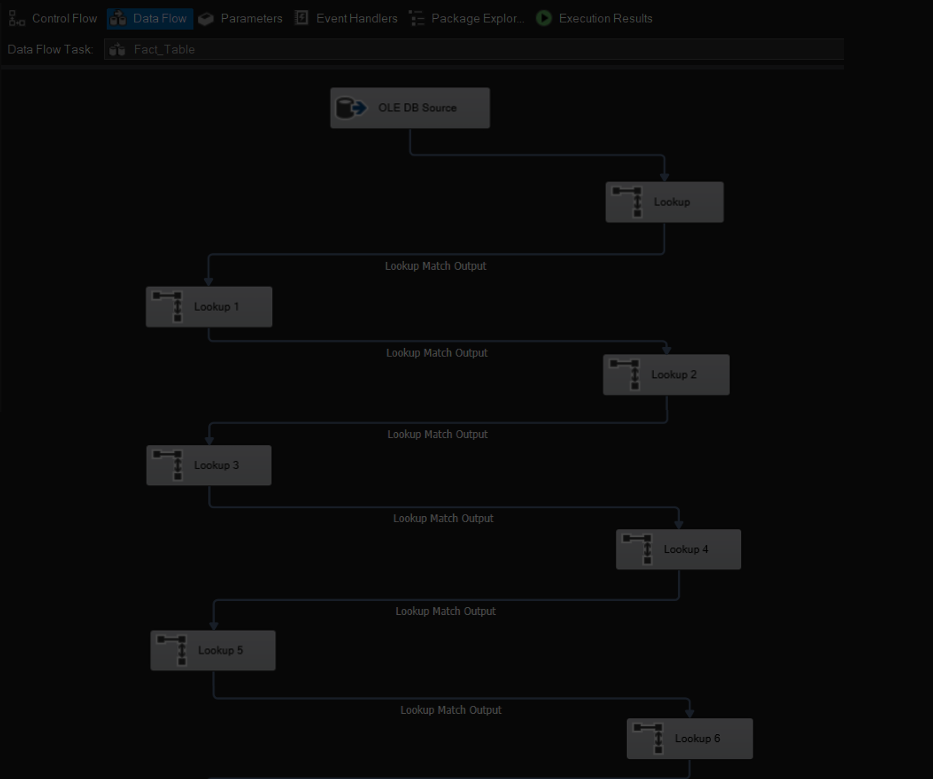 Control Flow Data Flow Parameters Event Handlers Package Explor... Execution Results
Data Flow Task: Fact_Table
OLE DB Source
Lookup
Lookup Match Output
Lookup 1
Lookup Match Output
Lookup 2
Lookup Match Output
Lookup 3
Lookup Match Output
Lookup 4
Lookup Match Output
Lookup 5
Lookup Match Output
Lookup 6